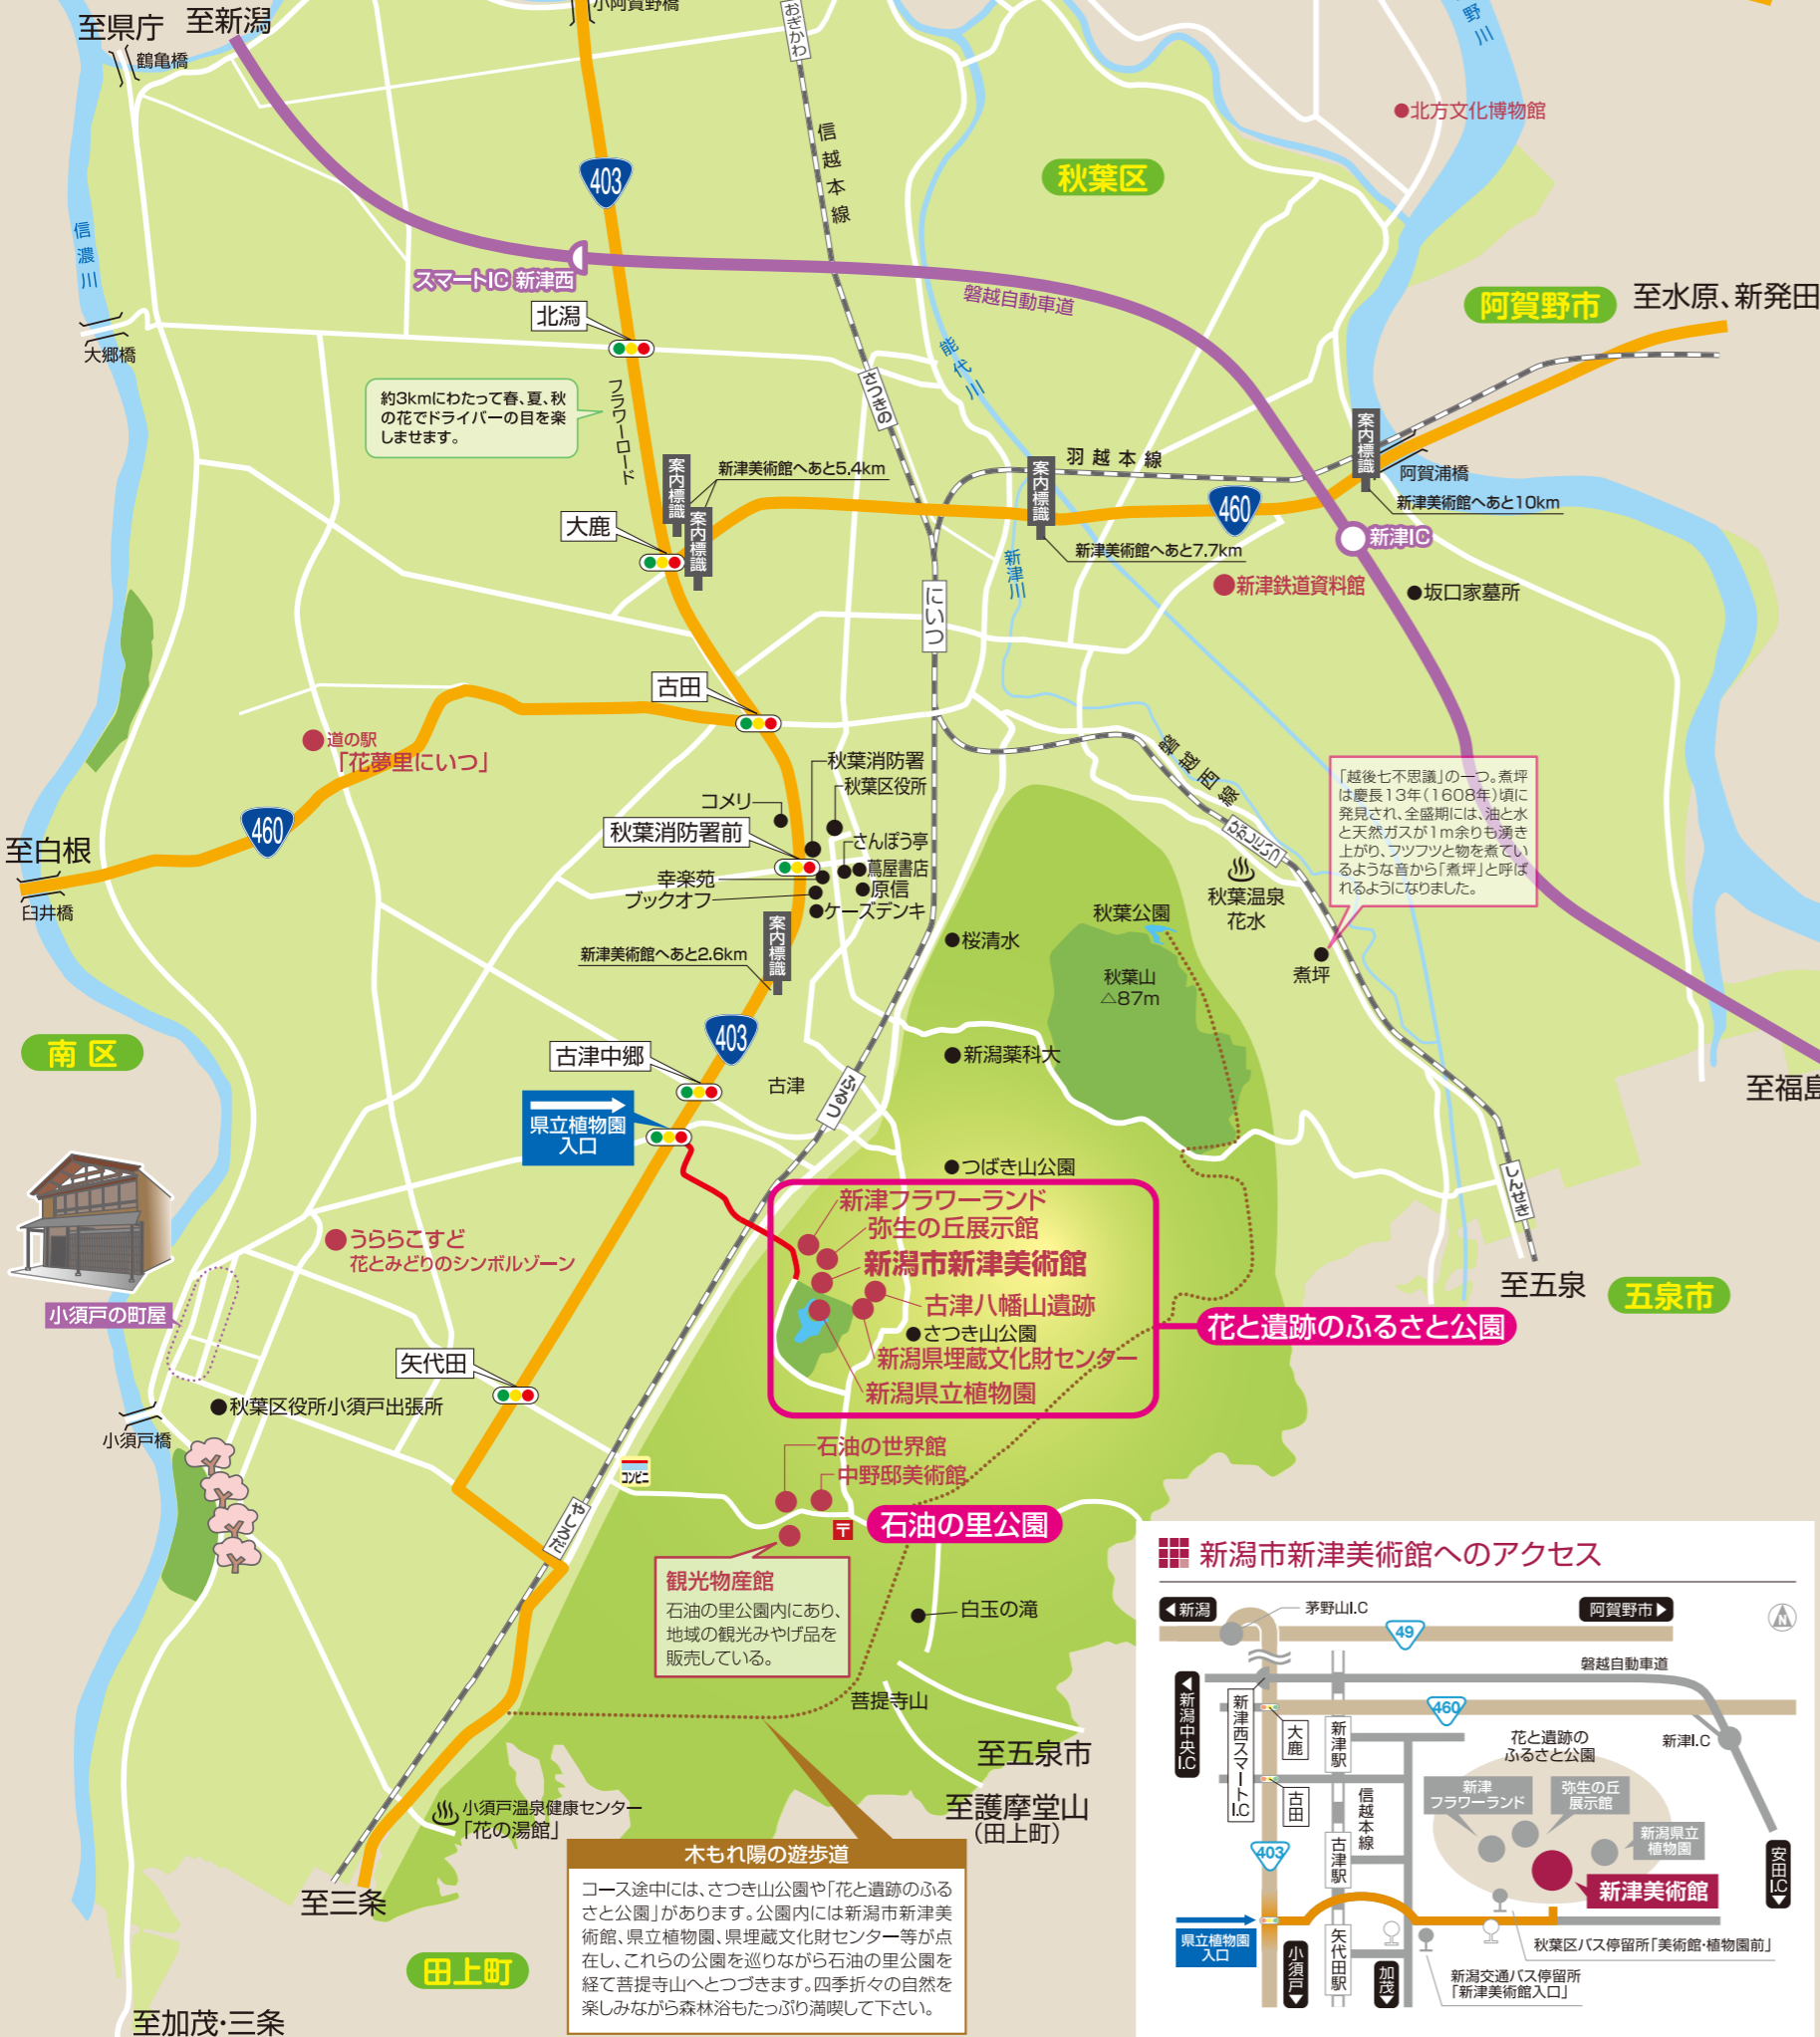 至県庁
至新潟
小阿賀野橋
鶴亀橋
おぎかわ
野川
北方文化博物館
信越本線
403
秋葉区
信濃川
スマートIC 新津西
磐越自動車道
阿賀野市
至水原、新発田
北潟
大郷橋
能代川
さつきの
約3kmにわたって春、夏、秋
の花でドライバーの目を楽
しませます。
フラワーロード
案内標識
新津美術館へあと5.4km
案内標識
大鹿
羽越本線
案内標識
新津美術館へあと7.7km
460
案内標識
阿賀浦橋
新津美術館へあと10km
新津IC
新津川
新津鉄道資料館
坂口家墓所
にいつ
古田
道の駅
「花夢里にいつ」
460
至白根
臼井橋
秋葉消防署
秋葉区役所
コメリ
秋葉消防署前
さんぽう亭
蔦屋書店
幸楽苑
原信
ブックオフ
ケーズデンキ
案内標識
新津美術館へあと2.6km
磐越西線
ひがしにいつ
秋葉温泉
花水
「越後七不思議」の一つ。煮坪
は慶長13年(1608年)頃に
発見され、全盛期には、油と水
と天然ガスが1m余りも湧き
上がり、フツフツと物を煮てい
るような音から「煮坪」と呼ば
れるようになりました。
煮坪
秋葉公園
桜清水
秋葉山
△87m
南区
403
古津中郷
新潟薬科大
古津
ふるつ
県立植物園
入口
至福島
つばき山公園
しんせき
新津フラワーランド
弥生の丘展示館
新潟市新津美術館
古津八幡山遺跡
さつき山公園
新潟県埋蔵文化財センター
新潟県立植物園
花と遺跡のふるさと公園
至五泉
五泉市
うららこすど
花とみどりのシンボルゾーン
小須戸の町屋
矢代田
秋葉区役所小須戸出張所
小須戸橋
コンビニ
やしろだ
石油の世界館
中野邸美術館
〒
石油の里公園
観光物産館
石油の里公園内にあり、
地域の観光みやげ品を
販売している。
白玉の滝
菩提寺山
至五泉市
至護摩堂山
(田上町)
小須戸温泉健康センター
「花の湯館」
至三条
田上町
至加茂・三条
木もれ陽の遊歩道
コース途中には、さつき山公園や「花と遺跡のふる
さと公園」があります。公園内には新潟市新津美
術館、県立植物園、県埋蔵文化財センター等が点
在し、これらの公園を巡りながら石油の里公園を
経て菩提寺山へとつづきます。四季折々の自然を
楽しみながら森林浴もたっぷり満喫して下さい。
新潟市新津美術館へのアクセス
◀新潟
茅野山I.C
49
阿賀野市▶
N
磐越自動車道
◀新潟中央I.C
新津西スマートI.C
大鹿
新津駅
460
新津I.C
花と遺跡の
ふるさと公園
新津
フラワーランド
弥生の丘
展示館
新潟県立
植物園
古田
信越本線
403
古津駅
新津美術館
安田I.C▼
県立植物園
入口
小須戸▼
矢代田駅
加茂▼
秋葉区バス停留所「美術館・植物園前」
新潟交通バス停留所
「新津美術館入口」